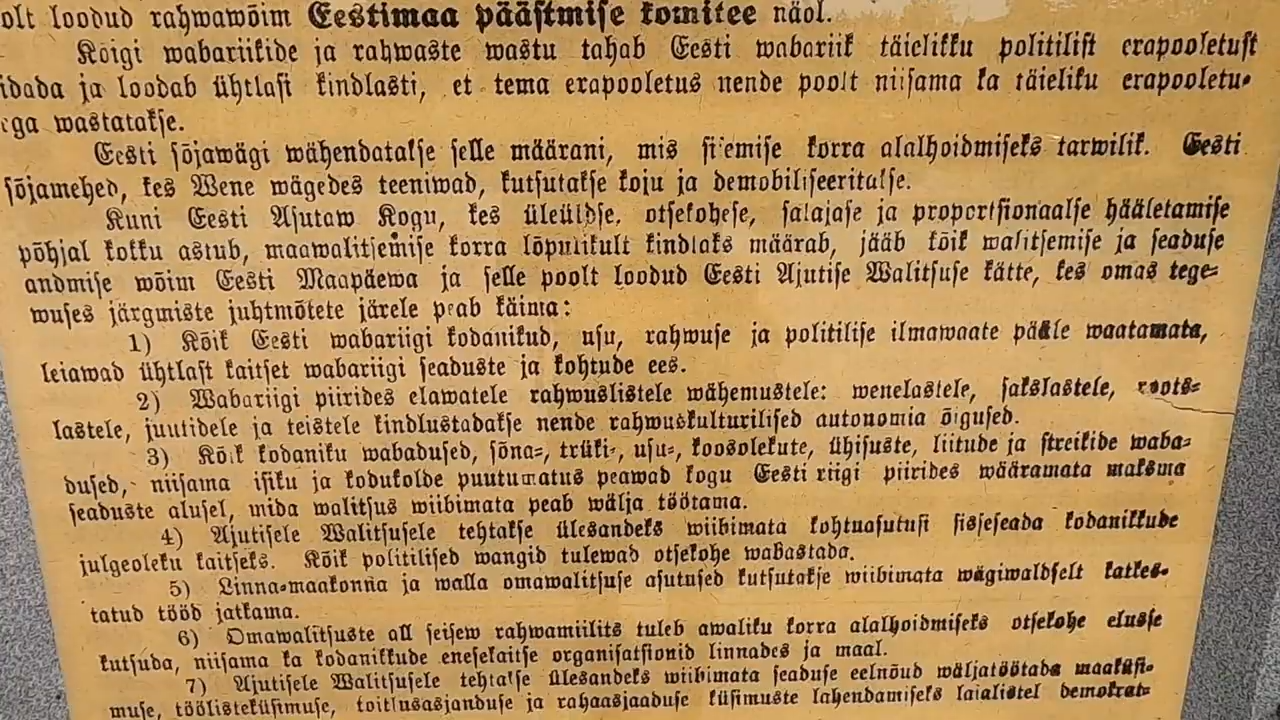 olt loodud rahwawõim Eestimaa päästmise komitee näol.
Kõigi wabariikide ja rahwaste wastu tahab Eesti wabariik täielikku politilist erapooletust
idada ja loodab ühtlasi kindlasti, et tema erapooletus nende poolt niisama ka täieliku erapooletu-
ega wastatakse.
Eesti sõjawägi wähendatakse selle määrani, mis sisemise korra alalhoidmiseks tarwilik. Eesti
sõjamehed, kes Wene wägedes teeniwad, kutsutakse koju ja demobiliseeritakse.
Kuni Eesti Asutaw Kogu, kes üleüldse, otsekohese, salajase ja proportsionaalse hääletamise
põhjal kokku astub, maawalitsemise korra lõpulikult kindlaks määrab, jääb kõik walitsemise ja seaduse
andmise wõim Eesti Maapäewa ja selle poolt loodud Eesti Ajutise Walitsuse kätte, kes omas tege-
wuses järgmiste juhtmõtete järele peab käima:
1) Kõik Eesti wabariigi kodanikud, usu, rahwuse ja politilise ilmawaate pääle waatamata,
leiawad ühtlast kaitset wabariigi seaduste ja kohtude ees.
2) Wabariigi piirides elawatele rahwuslistele wähemustele: wenelastele, sakslastele, roots-
lastele, juutidele ja teistele kindlustadakse nende rahwuskulturilised autonomia õigused.
3) Kõik kodaniku wabadused, sõna-, trüki-, usu-, koosolekute, ühisuste, liitude ja streikide waba-
dused, niisama isiku ja kodukolde puutumatus peawad kogu Eesti riigi piirides wääramata maksma
seaduste alusel, mida walitsus wiibimata peab wälja töötama.
4) Ajutisele Walitsusele tehtakse ülesandeks wiibimata kohtuasutusi sisseseada kodanikkude
julgeoleku kaitseks. Kõik politilised wangid tulewad otsekohe wabastada.
5) Linna-maakonna ja walla omawalitsuse asutused kutsutakse wiibimata wägiwaldselt katkes-
tatud tööd jatkama.
6) Omawalitsuste all seisew rahwamiilits tuleb awaliku korra alalhoidmiseks otsekohe elusse
kutsuda, niisama ka kodanikkude enesekaitse organisatsionid linnades ja maal.
7) Ajutisele Walitsusele tehtakse ülesandeks wiibimata seaduse eelnõud wäljatöötada maaküsi-
muse, töölisteküsimuse, toitlusasjanduse ja rahaasjaaduse küsimuste lahendamiseks laialistel demokrat-